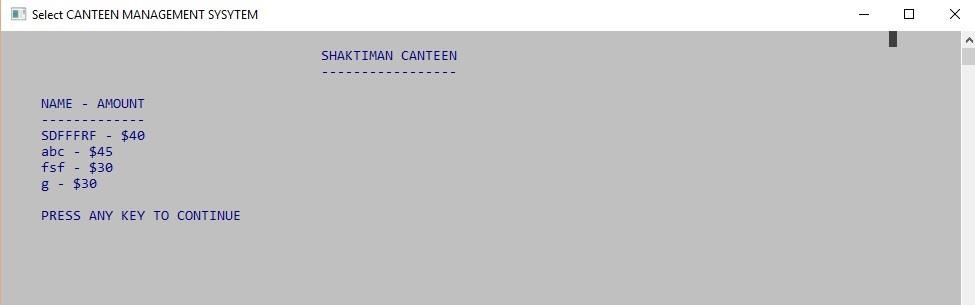 Select CANTEEN MANAGEMENT SYSYTEM
SHAKTIMAN CANTEEN
-----------------
NAME - AMOUNT
-------------
SDFFFRF - $40
abc - $45
fsf - $30
g - $30
PRESS ANY KEY TO CONTINUE